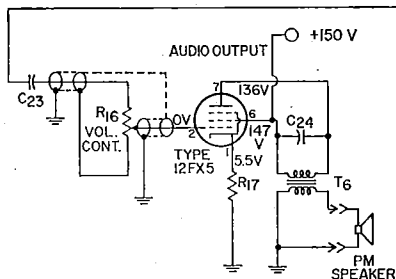 AUDIO OUTPUT
+150 V
7
136V
C23
R16
VOL.
CONT.
0V
2
6
147
V
C24
1
5.5V
TYPE
12FX5
R17
T6
PM
SPEAKER